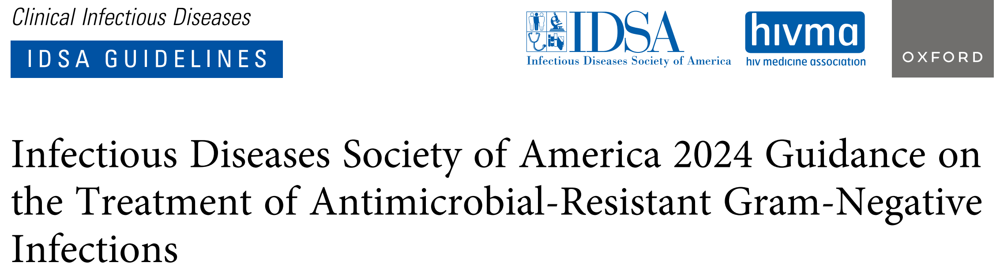 Clinical Infectious Diseases
IDSA GUIDELINES
IDSA
Infectious Diseases Society of America
hivma
hiv medicine association
OXFORD
Infectious Diseases Society of America 2024 Guidance on
the Treatment of Antimicrobial-Resistant Gram-Negative
Infections